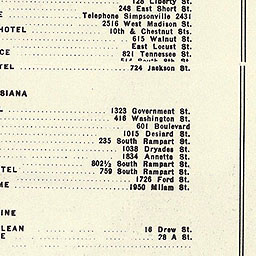 128 Liberty St.
248 East Short St.
E Telephone Simpsonville 2431
2516 West Madison St.
HOTEL 10th & Chestnut Sts.
615 Walnut St.
East Locust St.
CE 821 Tennessee St.
South 6th St.
TEL 724 Jackson St.
SIANA
1323 Government St.
416 Washington St.
601 Boulevard
1015 Desiard St.
235 South Rampart St.
1038 Dryades St.
1834 Annette St.
802½ South Rampart St.
TEL 759 South Rampart St.
1726 Ford St.
ME 1950 Milam St.
INE
LEAN 16 Drew St.
E 28 A St.